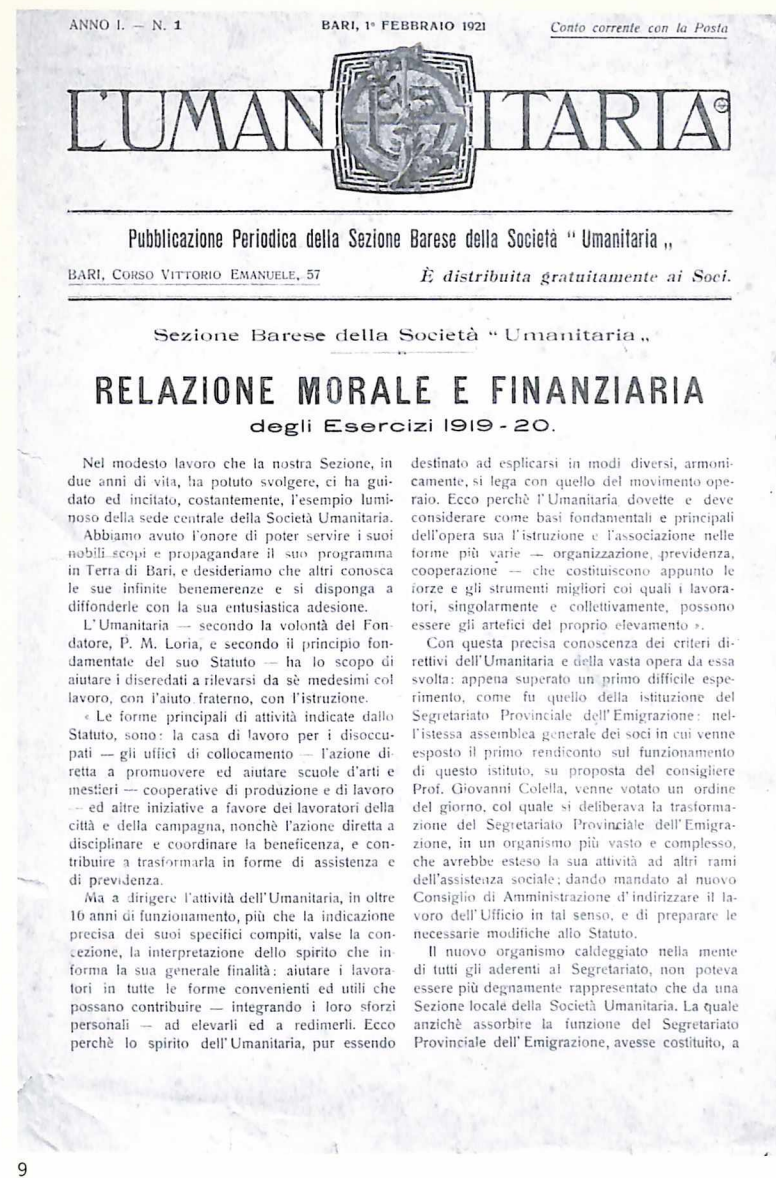 ANNO I. — N. 1
BARI, 1° FEBBRAIO 1921
Conto corrente con la Posta
L'UMANITARIA
Pubblicazione Periodica della Sezione Barese della Società “ Umanitaria „
BARI, CORSO VITTORIO EMANUELE, 57
È distribuita gratuitamente ai Soci.
Sezione Barese della Società “ Umanitaria „
RELAZIONE MORALE E FINANZIARIA
degli Esercizi 1919 - 20.
Nel modesto lavoro che la nostra Sezione, in
due anni di vita, ha potuto svolgere, ci ha gui-
dato ed incitato, costantemente, l'esempio lumi-
noso della sede centrale della Società Umanitaria.
Abbiamo avuto l'onore di poter servire i suoi
nobili scopi e propagandare il suo programma
in Terra di Bari, e desideriamo che altri conosca
le sue infinite benemerenze e si disponga a
diffonderle con la sua entusiastica adesione.
L'Umanitaria — secondo la volontà del Fon-
datore, P. M. Loria, e secondo il principio fon-
damentale del suo Statuto — ha lo scopo di
aiutare i diseredati a rilevarsi da sè medesimi col
lavoro, con l'aiuto fraterno, con l'istruzione.
« Le forme principali di attività indicate dallo
Statuto, sono: la casa di lavoro per i disoccu-
pati — gli uffici di collocamento — l'azione di-
retta a promuovere ed aiutare scuole d'arti e
mestieri — cooperative di produzione e di lavoro
— ed altre iniziative a favore dei lavoratori della
città e della campagna, nonchè l'azione diretta a
disciplinare e coordinare la beneficenza, e con-
tribuire a trasformarla in forme di assistenza e
di previdenza.
Ma a dirigere l'attività dell'Umanitaria, in oltre
16 anni di funzionamento, più che la indicazione
precisa dei suoi specifici compiti, valse la con-
cezione, la interpretazione dello spirito che in-
forma la sua generale finalità: aiutare i lavora-
tori in tutte le forme convenienti ed utili che
possano contribuire — integrando i loro sforzi
personali — ad elevarli ed a redimerli. Ecco
perchè lo spirito dell'Umanitaria, pur essendo
destinato ad esplicarsi in modi diversi, armoni-
camente, si lega con quello del movimento ope-
raio. Ecco perchè l'Umanitaria dovette e deve
considerare come basi fondamentali e principali
dell'opera sua l'istruzione e l'associazione nelle
forme più varie — organizzazione, previdenza,
cooperazione — che costituiscono appunto le
forze e gli strumenti migliori coi quali i lavora-
tori, singolarmente e collettivamente, possono
essere gli artefici del proprio elevamento ».
Con questa precisa conoscenza dei criteri di-
rettivi dell'Umanitaria e della vasta opera da essa
svolta: appena superato un primo difficile espe-
rimento, come fu quello della istituzione del
Segretariato Provinciale dell'Emigrazione: nel-
l'istessa assemblea generale dei soci in cui venne
esposto il primo rendiconto sul funzionamento
di questo istituto, su proposta del consigliere
Prof. Giovanni Colella, venne votato un ordine
del giorno, col quale si deliberava la trasforma-
zione del Segretariato Provinciale dell'Emigra-
zione, in un organismo più vasto e complesso,
che avrebbe esteso la sua attività ad altri rami
dell'assistenza sociale; dando mandato al nuovo
Consiglio di Amministrazione d'indirizzare il la-
voro dell'Ufficio in tal senso, e di preparare le
necessarie modifiche allo Statuto.
Il nuovo organismo caldeggiato nella mente
di tutti gli aderenti al Segretariato, non poteva
essere più degnamente rappresentato che da una
Sezione locale della Società Umanitaria. La quale
anzichè assorbire la funzione del Segretariato
Provinciale dell'Emigrazione, avesse costituito, a
9